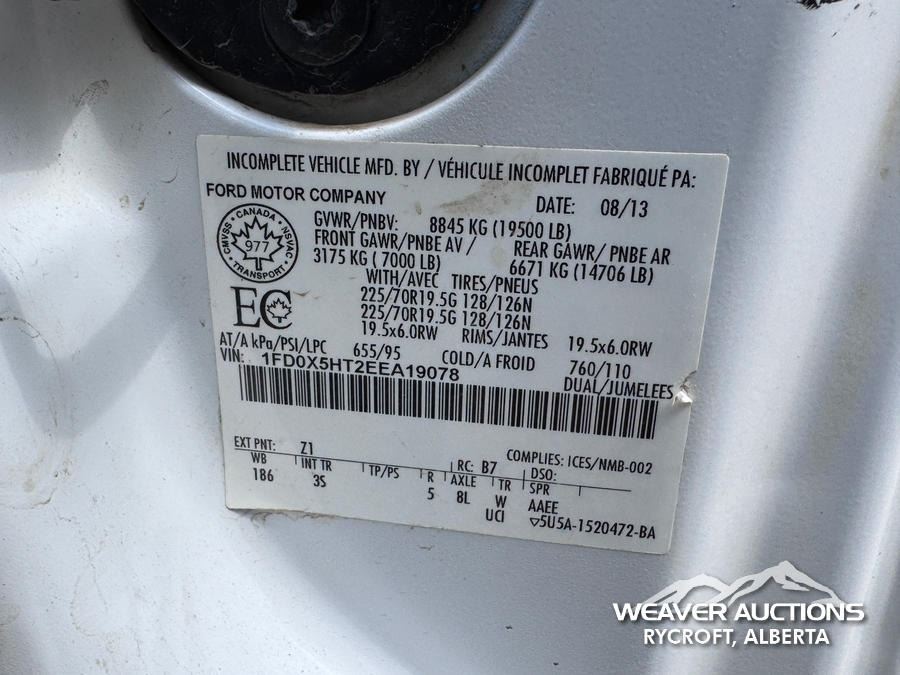 INCOMPLETE VEHICLE MFD. BY / VÉHICULE INCOMPLET FABRIQUÉ PA:
FORD MOTOR COMPANY
DATE: 08/13
GVWR/PNBV: 8845 KG (19500 LB)
FRONT GAWR/PNBE AV / REAR GAWR/ PNBE AR
3175 KG ( 7000 LB) 6671 KG (14706 LB)
CMVSS · CANADA · NSVAC
977
TRANSPORT
WITH/AVEC TIRES/PNEUS
225/70R19.5G 128/126N
225/70R19.5G 128/126N
EC
19.5x6.0RW RIMS/JANTES 19.5x6.0RW
AT/A kPa/PSI/LPC 655/95 COLD/A FROID 760/110
VIN: 1FD0X5HT2EEA19078
DUAL/JUMELEES
EXT PNT: Z1 RC: B7 DSO: COMPLIES: ICES/NMB-002
WB INT TR TP/PS R AXLE TR SPR
186 3S 5 8L W AAEE
UCI ▽5U5A-1520472-BA
WEAVER AUCTIONS
RYCROFT, ALBERTA